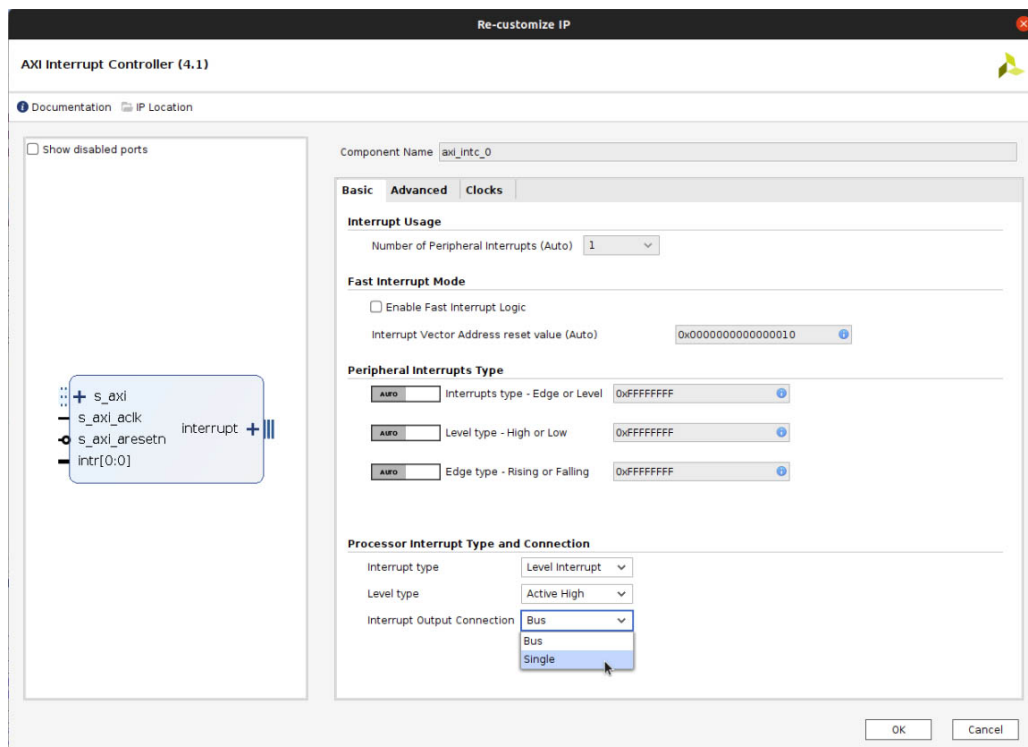 Re-customize IP
AXI Interrupt Controller (4.1)
Documentation IP Location
Show disabled ports
s_axi
s_axi_aclk
s_axi_aresetn
intr[0:0]
interrupt
Component Name axi_intc_0
Basic Advanced Clocks
Interrupt Usage
Number of Peripheral Interrupts (Auto) 1
Fast Interrupt Mode
Enable Fast Interrupt Logic
Interrupt Vector Address reset value (Auto) 0x0000000000000010
Peripheral Interrupts Type
AUTO Interrupts type - Edge or Level 0xFFFFFFFF
AUTO Level type - High or Low 0xFFFFFFFF
AUTO Edge type - Rising or Falling 0xFFFFFFFF
Processor Interrupt Type and Connection
Interrupt type Level Interrupt
Level type Active High
Interrupt Output Connection Bus
Bus
Single
OK Cancel